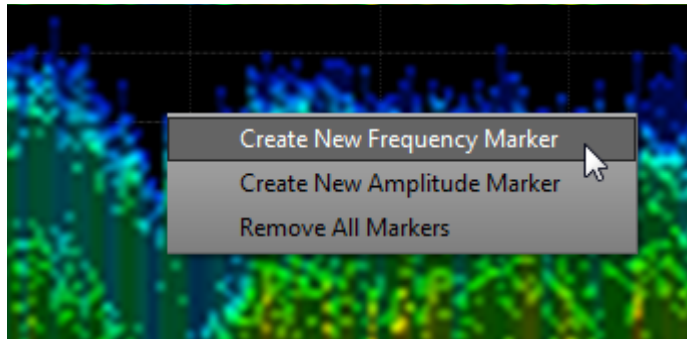 Create New Frequency Marker
Create New Amplitude Marker
Remove All Markers